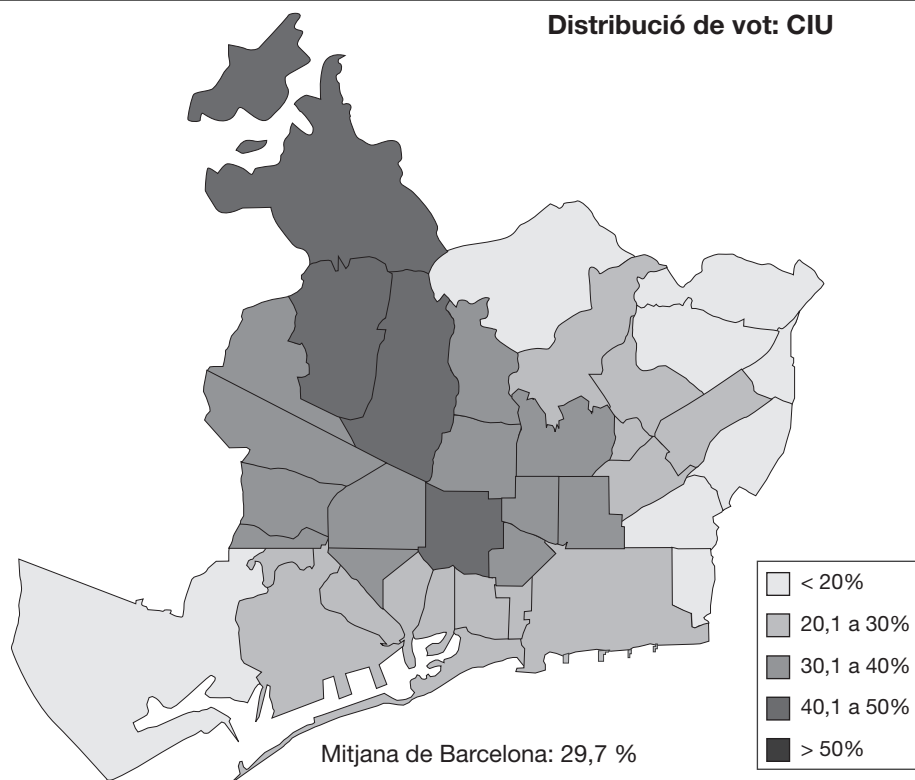 Distribució de vot: CIU
< 20%
20,1 a 30%
30,1 a 40%
40,1 a 50%
> 50%
Mitjana de Barcelona: 29,7 %